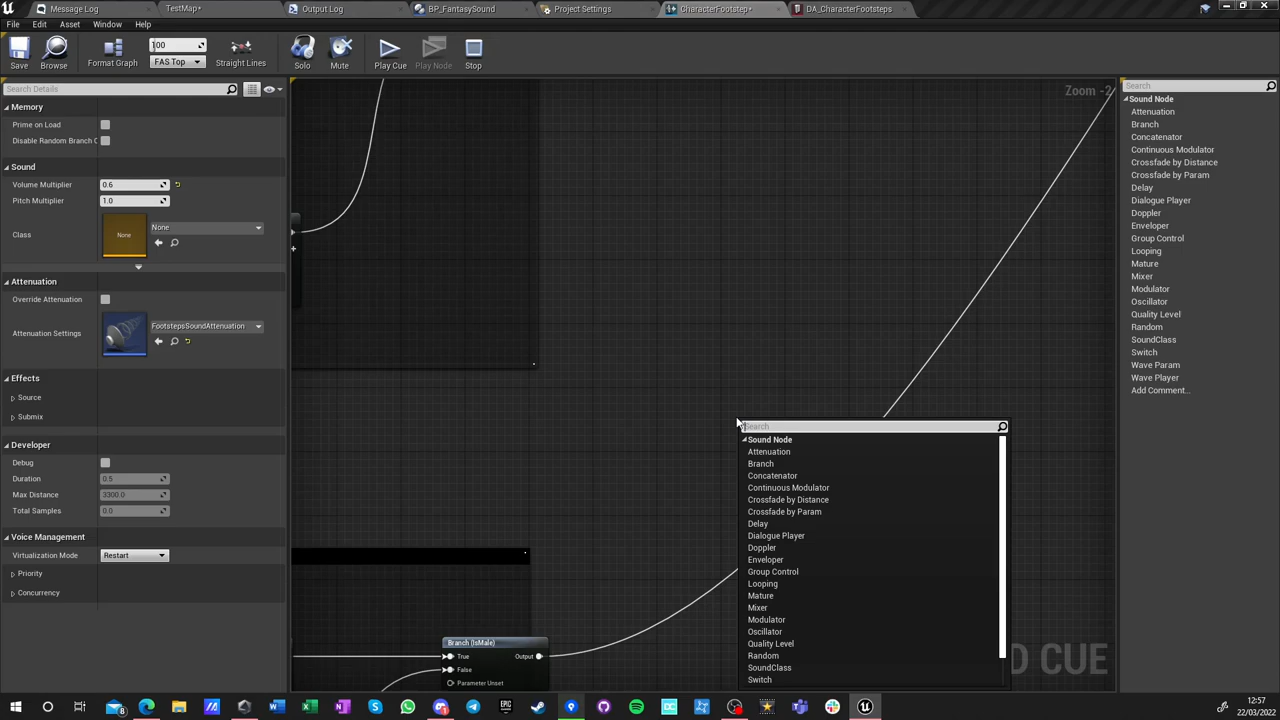 Message Log
TestMap*
Output Log
BP_FantasySound
Project Settings
CharacterFootstep*
DA_CharacterFootsteps
File
Edit
Asset
Window
Help
Save
Browse
Format Graph
100
FAS Top
Straight Lines
Solo
Mute
Play Cue
Play Node
Stop
Search Details
Memory
Prime on Load
Disable Random Branch C
Sound
Volume Multiplier
0.6
Pitch Multiplier
1.0
Class
None
None
Attenuation
Override Attenuation
Attenuation Settings
FootstepsSoundAttenuation
Effects
Source
Submix
Developer
Debug
Duration
0.5
Max Distance
3300.0
Total Samples
0.0
Voice Management
Virtualization Mode
Restart
Priority
Concurrency
Zoom -2
Branch (IsMale)
True
Output
False
Parameter Unset
Search
Sound Node
Attenuation
Branch
Concatenator
Continuous Modulator
Crossfade by Distance
Crossfade by Param
Delay
Dialogue Player
Doppler
Enveloper
Group Control
Looping
Mature
Mixer
Modulator
Oscillator
Quality Level
Random
SoundClass
Switch
D CUE
Search
Sound Node
Attenuation
Branch
Concatenator
Continuous Modulator
Crossfade by Distance
Crossfade by Param
Delay
Dialogue Player
Doppler
Enveloper
Group Control
Looping
Mature
Mixer
Modulator
Oscillator
Quality Level
Random
SoundClass
Switch
Wave Param
Wave Player
Add Comment...
12:57
22/03/2022